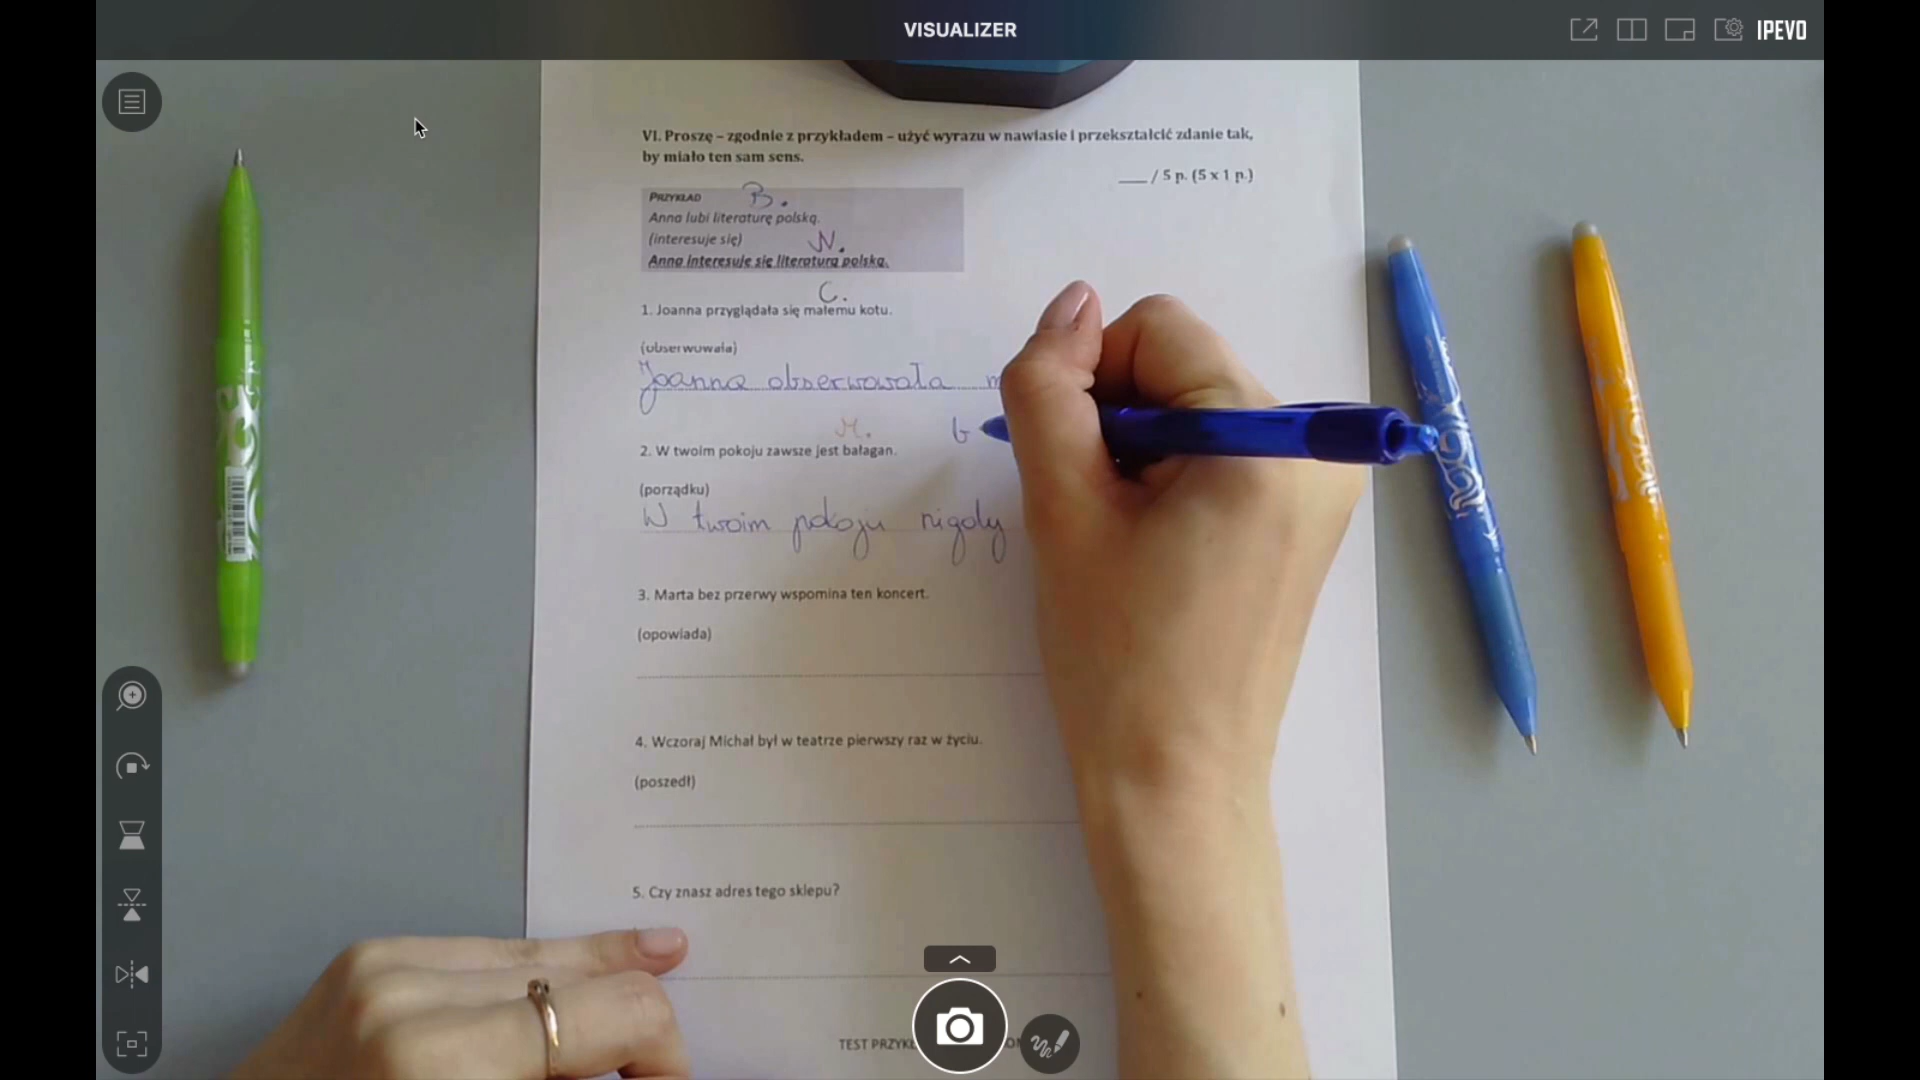 VISUALIZER
IPEVO
VI. Proszę – zgodnie z przykładem – użyć wyrazu w nawiasie i przekształcić zdanie tak,
by miało ten sam sens.
___ / 5 p. (5 x 1 p.)
PRZYKŁAD B.
Anna lubi literaturę polską.
(interesuje się) N.
Anna interesuje się literaturą polską.
C.
1. Joanna przyglądała się małemu kotu.
(obserwowała)
Joanna obserwowała m
M. b
2. W twoim pokoju zawsze jest bałagan.
(porządku)
W twoim pokoju nigdy
3. Marta bez przerwy wspomina ten koncert.
(opowiada)
4. Wczoraj Michał był w teatrze pierwszy raz w życiu.
(poszedł)
5. Czy znasz adres tego sklepu?
TEST